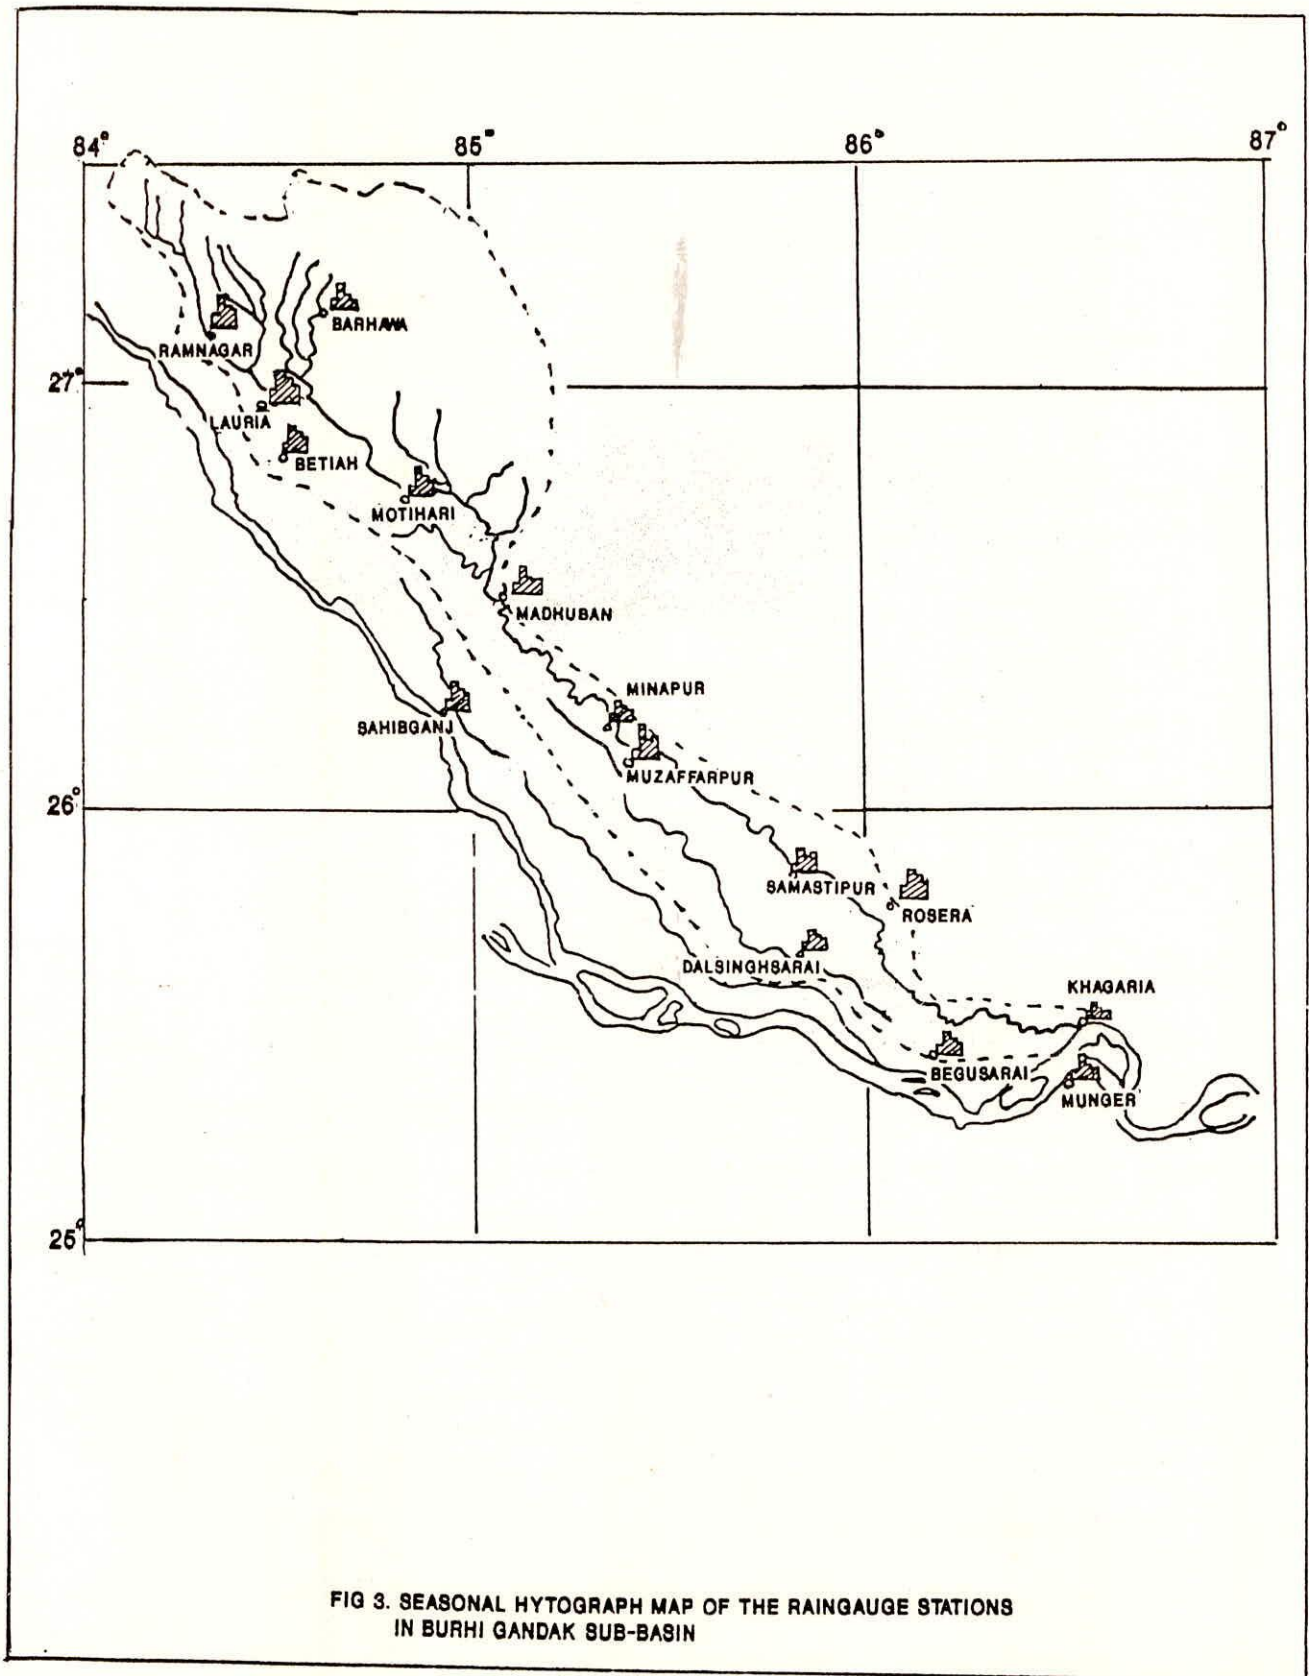 84° 85° 86° 87°
BARHAWA
RAMNAGAR
27°
LAURIA
BETIAH
MOTIHARI
MADHUBAN
MINAPUR
SAHIBGANJ
MUZAFFARPUR
26°
SAMASTIPUR
ROSERA
DALSINGHSARAI
KHAGARIA
BEGUSARAI
MUNGER
25°
FIG 3. SEASONAL HYTOGRAPH MAP OF THE RAINGAUGE STATIONS
IN BURHI GANDAK SUB-BASIN